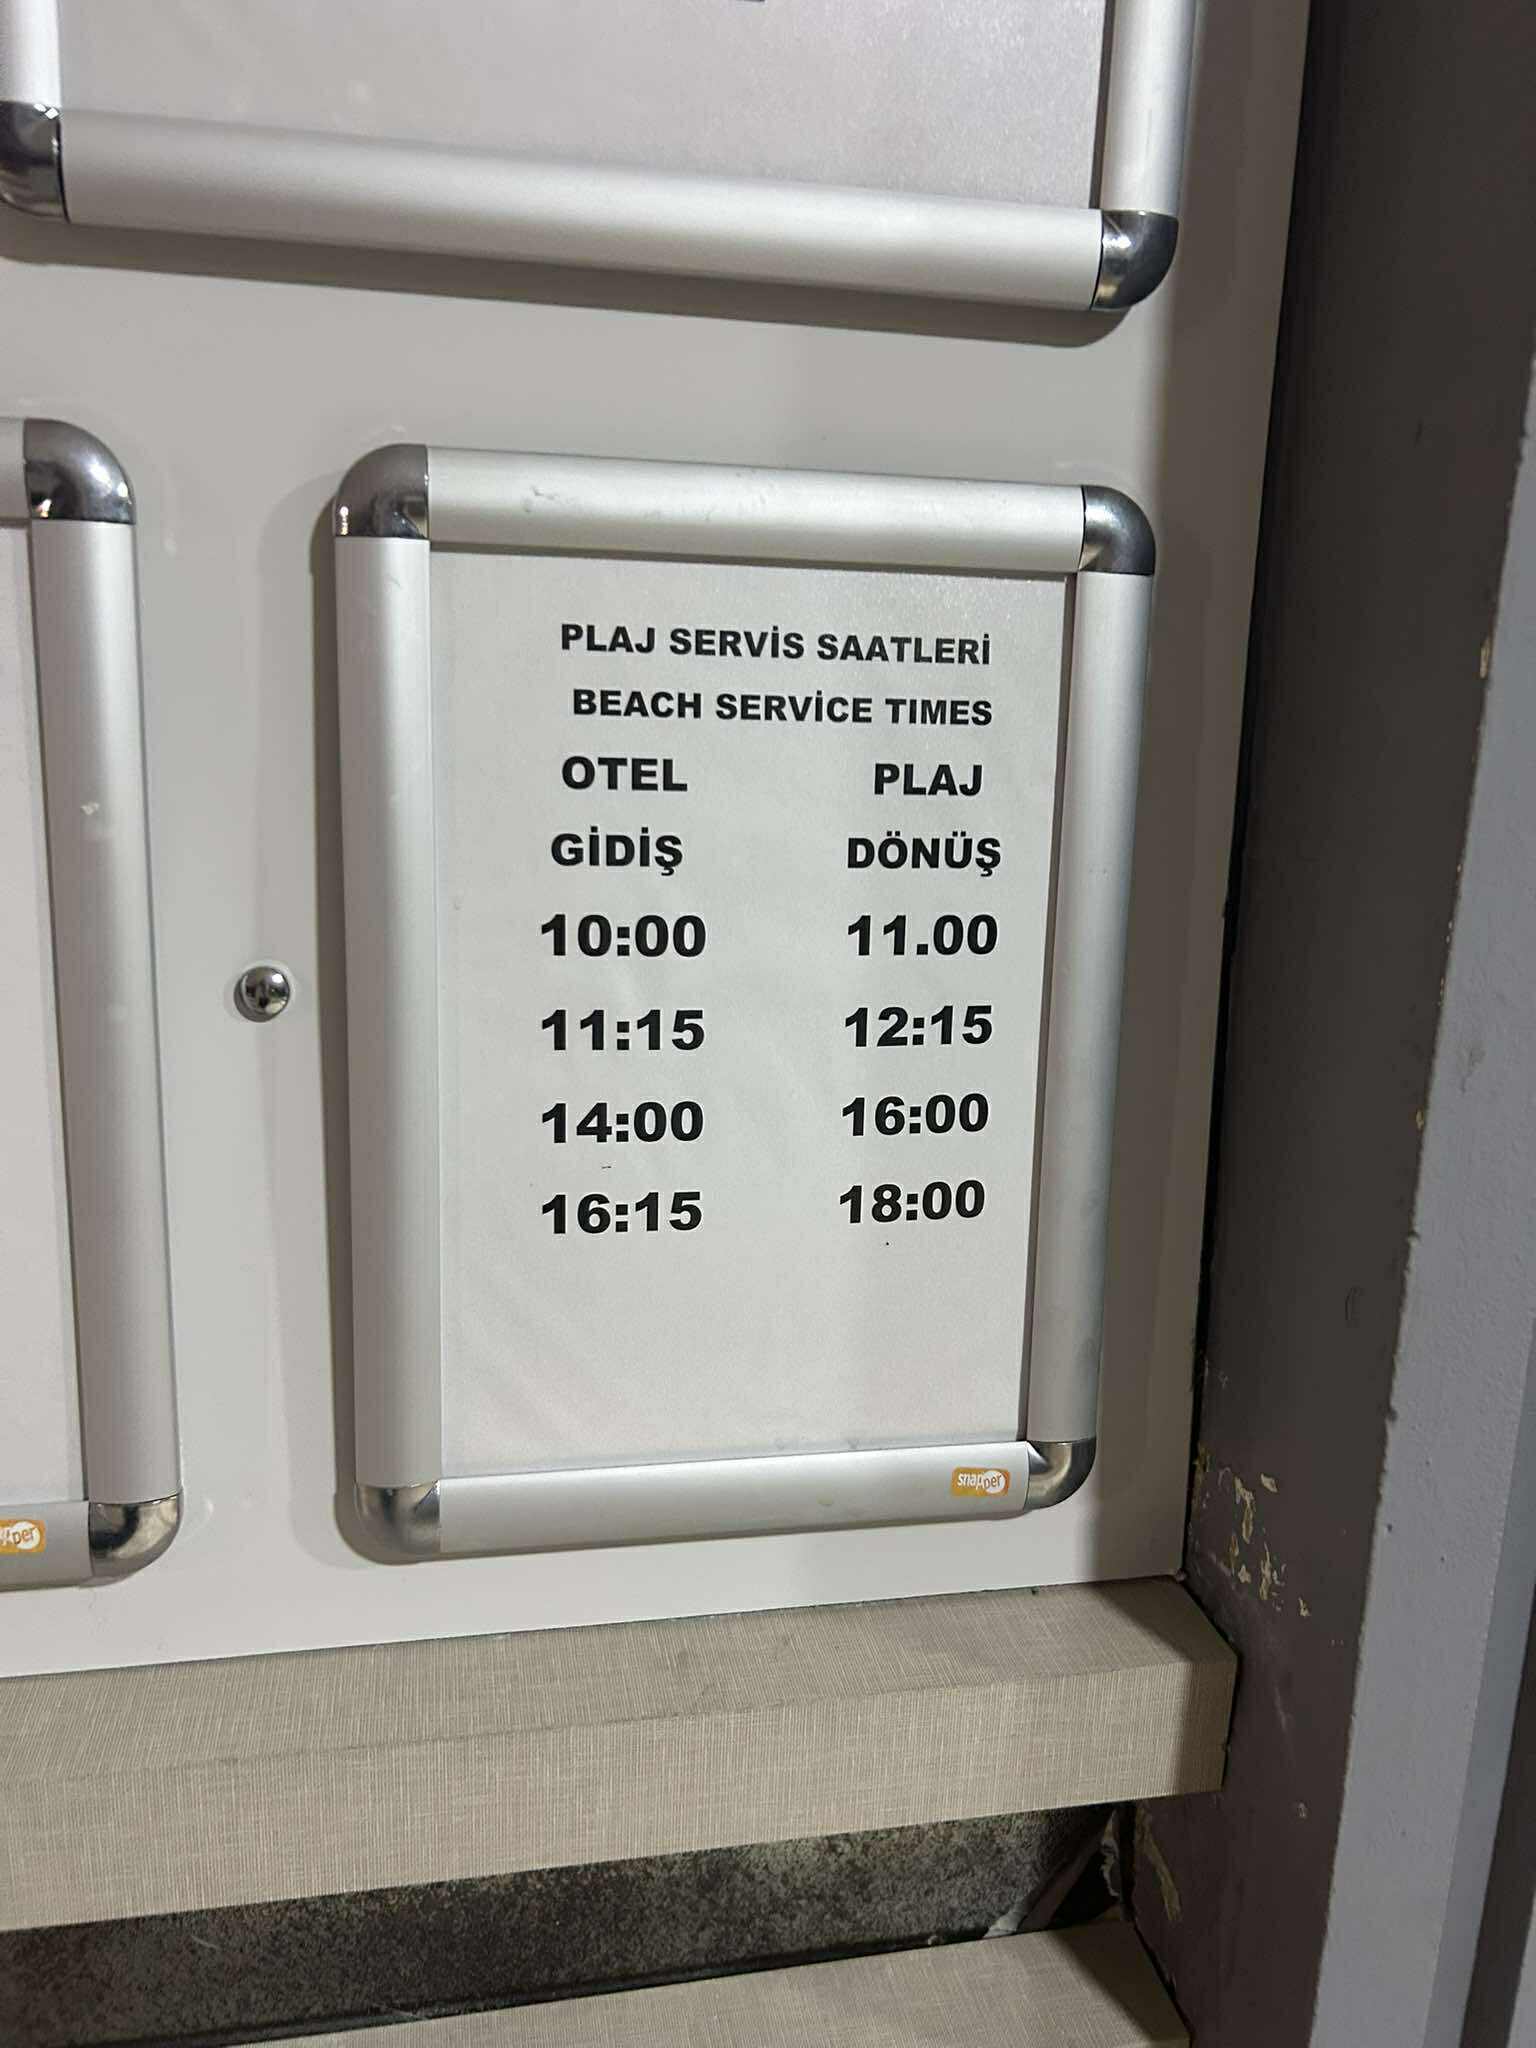 PLAJ SERVİS SAATLERİ
BEACH SERVİCE TIMES
OTEL PLAJ
GİDİŞ DÖNÜŞ
10:00 11.00
11:15 12:15
14:00 16:00
16:15 18:00
snapper